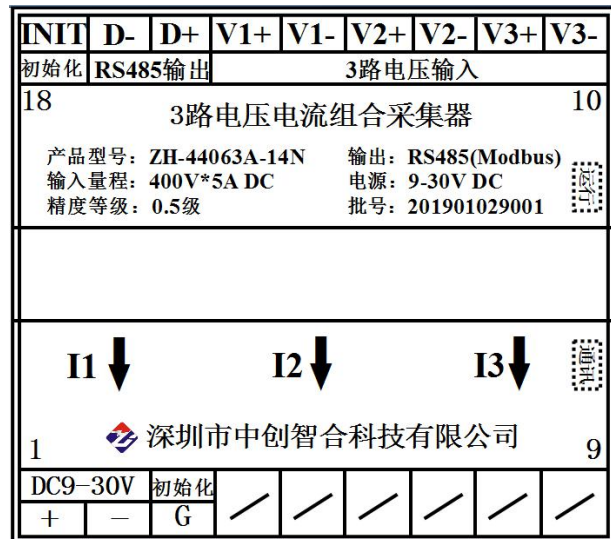 INIT D- D+ V1+ V1- V2+ V2- V3+ V3-
初始化 RS485输出 3路电压输入
18 10
3路电压电流组合采集器
产品型号：ZH-44063A-14N 输出：RS485(Modbus)
输入量程：400V*5A DC 电源：9-30V DC
精度等级：0.5级 批号：201901029001
运行
I1 I2 I3
通讯
深圳市中创智合科技有限公司
1 9
DC9-30V 初始化
+ － G